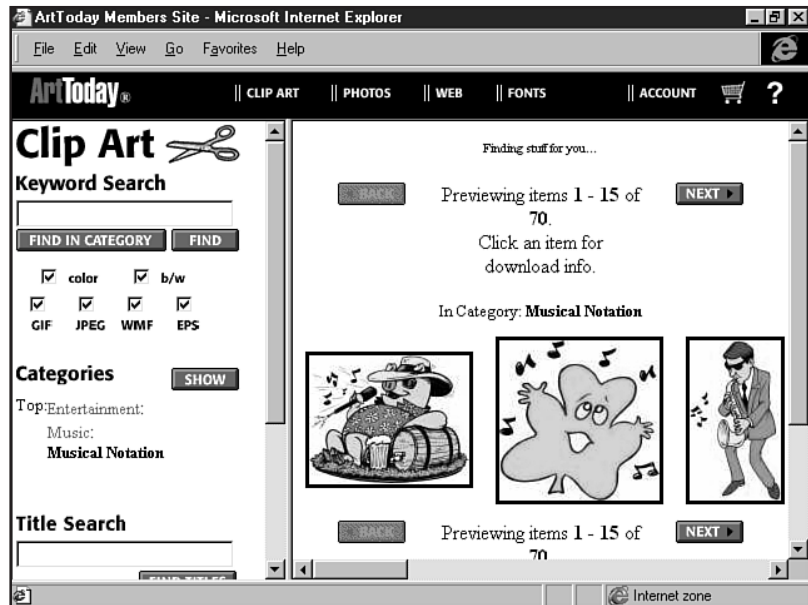 ArtToday Members Site - Microsoft Internet Explorer
File Edit View Go Favorites Help
ArtToday®
|| CLIP ART || PHOTOS || WEB || FONTS || ACCOUNT ?
Clip Art
Keyword Search
FIND IN CATEGORY FIND
color b/w
GIF JPEG WMF EPS
Categories SHOW
Top:Entertainment:
Music:
Musical Notation
Title Search
FIND TITLES
Finding stuff for you...
BACK Previewing items 1 - 15 of NEXT
70.
Click an item for
download info.
In Category: Musical Notation
BACK Previewing items 1 - 15 of NEXT
70
Internet zone